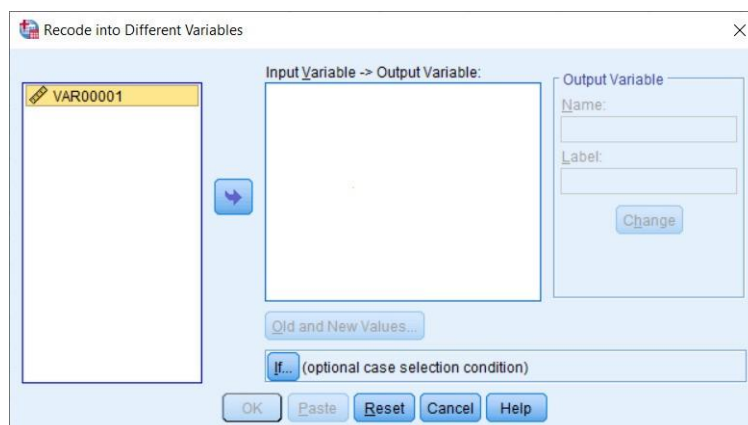 Recode into Different Variables
VAR00001
Input Variable -> Output Variable:
Output Variable
Name:
Label:
Change
Old and New Values...
If... (optional case selection condition)
OK Paste Reset Cancel Help